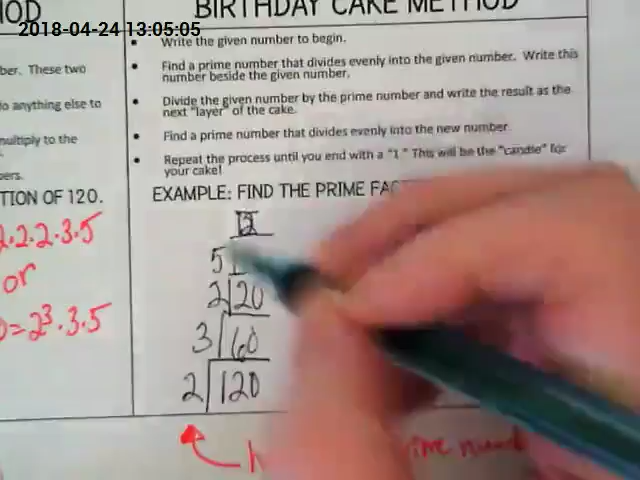 OD
BIRTHDAY CAKE METHOD
2018-04-24 13:05:05
Write the given number to begin.
Find a prime number that divides evenly into the given number. Write this
number beside the given number.
Divide the given number by the prime number and write the result as the
next "layer" of the cake.
Find a prime number that divides evenly into the new number
Repeat the process until you end with a "1." This will be the "candle" for
your cake!
ber. These two
do anything else to
multiply to the
bers.
TION OF 120.
2·2·2·3·5
or
=2³·3·5
EXAMPLE: FIND THE PRIME FAC
2
5
2 20
3 60
2 120